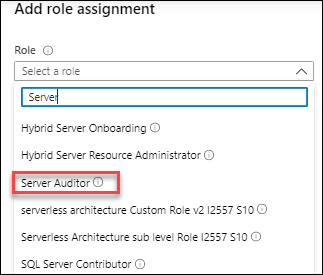 Add role assignment
Role
Select a role
Server
Hybrid Server Onboarding
Hybrid Server Resource Administrator
Server Auditor
serverless architecture Custom Role v2 I2557 S10
Serverless Architecture sub level Role I2557 S10
SQL Server Contributor